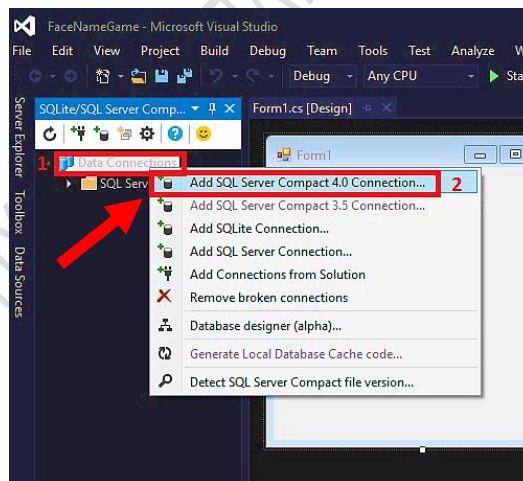 FaceNameGame - Microsoft Visual Studio
File Edit View Project Build Debug Team Tools Test Analyze
Debug Any CPU Sta
SQLite/SQL Server Comp... Form1.cs [Design]
Server Explorer
Toolbox
Data Sources
1 Data Connections
Form1
SQL Serv
Add SQL Server Compact 4.0 Connection... 2
Add SQL Server Compact 3.5 Connection...
Add SQLite Connection...
Add SQL Server Connection...
Add Connections from Solution
Remove broken connections
Database designer (alpha)...
Generate Local Database Cache code...
Detect SQL Server Compact file version...